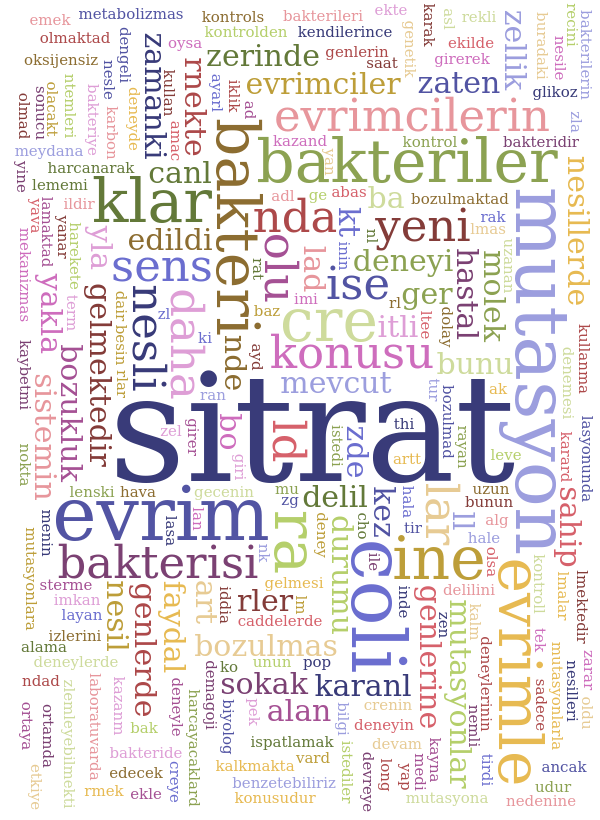 emek metabolizmas kontrols bakterileri ekte karak asl rekli recini bakterilerin
olmaktad dengeli zamanki oysa kontrolden kendilerince genetik zellik buradaki
oksijensiz nesle kullan zerinde genlerin saat girerek ekilde nesile
ntemleri bakteriye karbon deneyde rnekte ayarl iklik ad evrimciler zaten glikoz
olmad sonucu olacakt amac evrimcilerin zla
meydana harcanarak canl bakteri kazand yan kontrol bakteridir
yine lememi klar adl ge abas bakteriler nesillerde
lamaktad yava ildir nda kt ba bozulmaktad mutasyon
mekanizmas yanar harekete edildi olu inin nl yeni rak lmas uzanan
yakla term yla sens rat lad deneyi hastal molek
gelmektedir dair besin rlar nesli zl daha imi ise rl ger
baz cre itli ltee dolay
kaybetmi bozukluk ki nde ayd konusu bunu denemesi kullanma
sistemin ran mevcut tur ak
sitrat
nokta zel girer bo giri ld istedi zde thi bozulmad rayan leve karard lasyonunda
artt
lenski hava gecenin mu zg delil kez lar uzun bunun sahip
menin evrim lasa lan ra deney cho hala tir ll alg
mutasyonlara bakterisi nk durumu coli ile ine hale olsa
sterme nesil genlerde faydal art iddia gelmesi inde genlerine delilini evrimle kontroll lmalar lmektedir
imkan rler ln zen mutasyonlar kalm
layan caddelerde
izlerini bozulmas tek mutasyonlarla nesilleri zarar
alama demagoji ko unun pop deneylerinin
deneylerde
ndad zlemleyebilmekti laboratuvarda kazanm deneyle harcayacaklard biyolog sokak karanl sadece oldu
ortaya ortamda bak pek alan bilgi crenin deneyin kayna nemli
ispatlamak istediler devam
etkiye bakteride vard devreye long yap medi tirdi
edecek creye kalkmakta ancak
benzetebiliriz udur
rmek ekle konusudur mutasyona nedenine